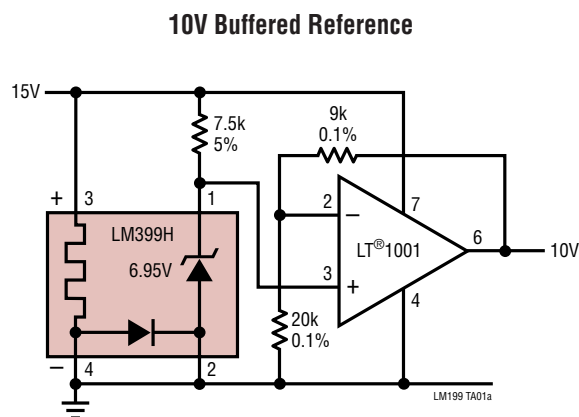 10V Buffered Reference
15V
7.5k
5%
9k
0.1%
+
3
1
LM399H
6.95V
2
−
7
LT®1001
6
10V
3
+
4
20k
0.1%
−
4
2
LM199 TA01a